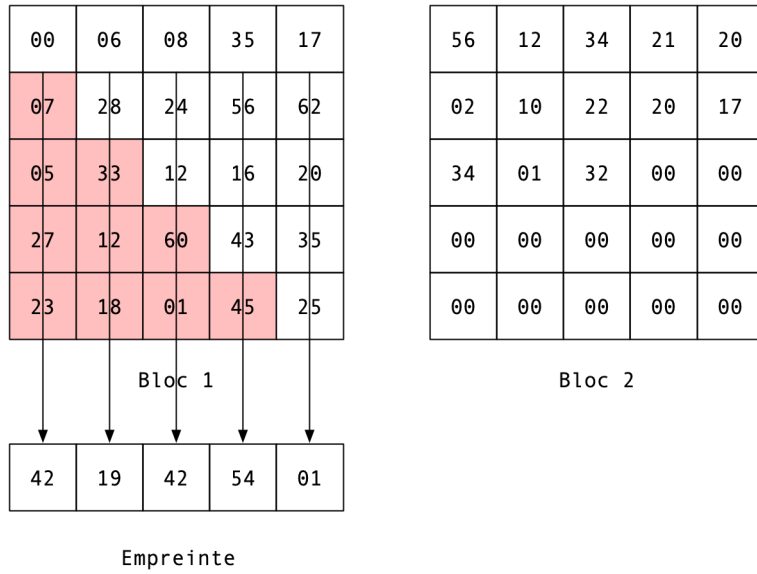 00 06 08 35 17
07 28 24 56 62
05 33 12 16 20
27 12 60 43 35
23 18 01 45 25
Bloc 1
42 19 42 54 01
Empreinte
56 12 34 21 20
02 10 22 20 17
34 01 32 00 00
00 00 00 00 00
00 00 00 00 00
Bloc 2